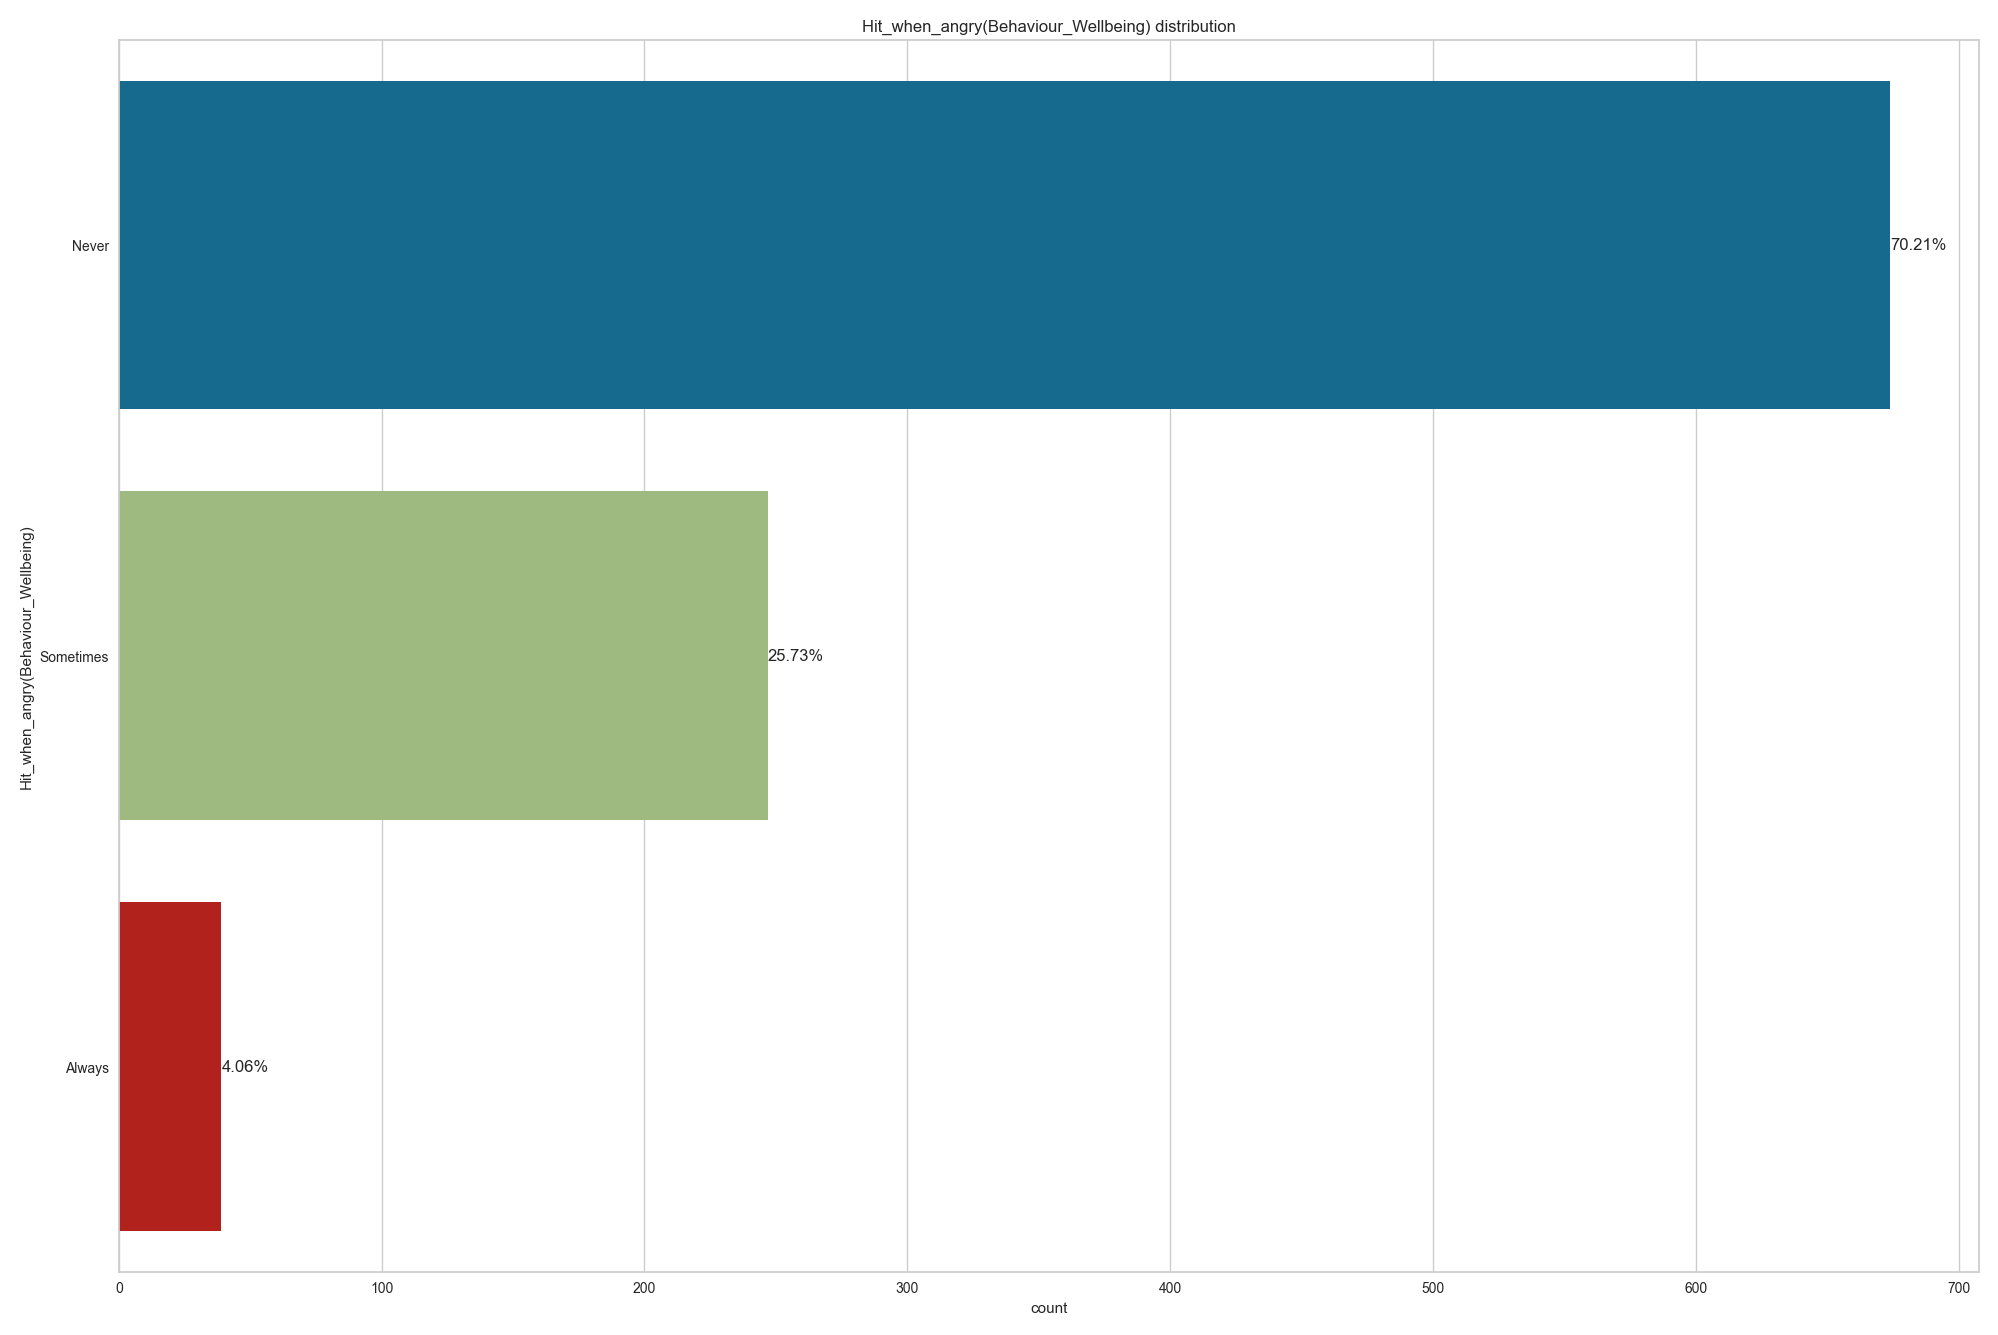 Hit_when_angry(Behaviour_Wellbeing) distribution
Hit_when_angry(Behaviour_Wellbeing)
Never
70.21%
Sometimes
25.73%
Always
4.06%
0 100 200 300 400 500 600 700
count